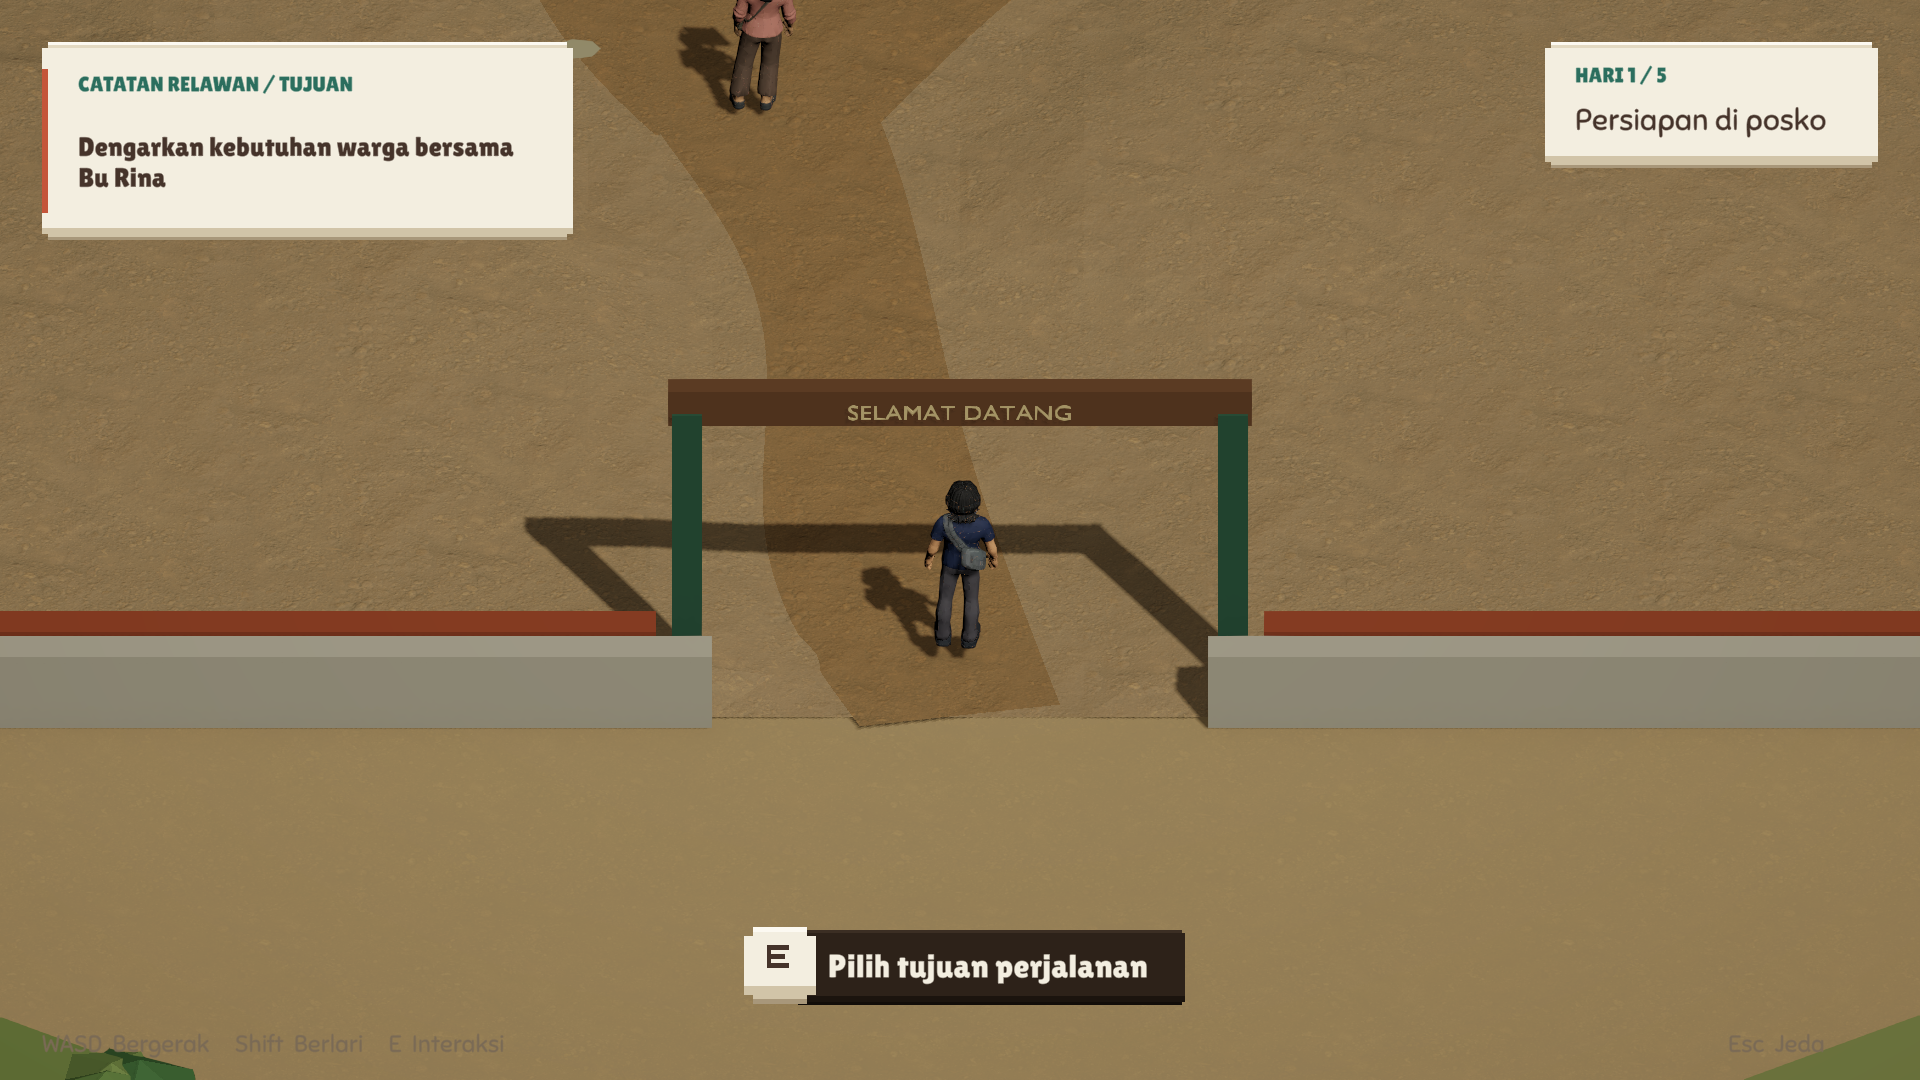 CATATAN RELAWAN / TUJUAN
Dengarkan kebutuhan warga bersama
Bu Rina
HARI 1 / 5
Persiapan di posko
SELAMAT DATANG
E
Pilih tujuan perjalanan
WASD Bergerak Shift Berlari E Interaksi
Esc Jeda